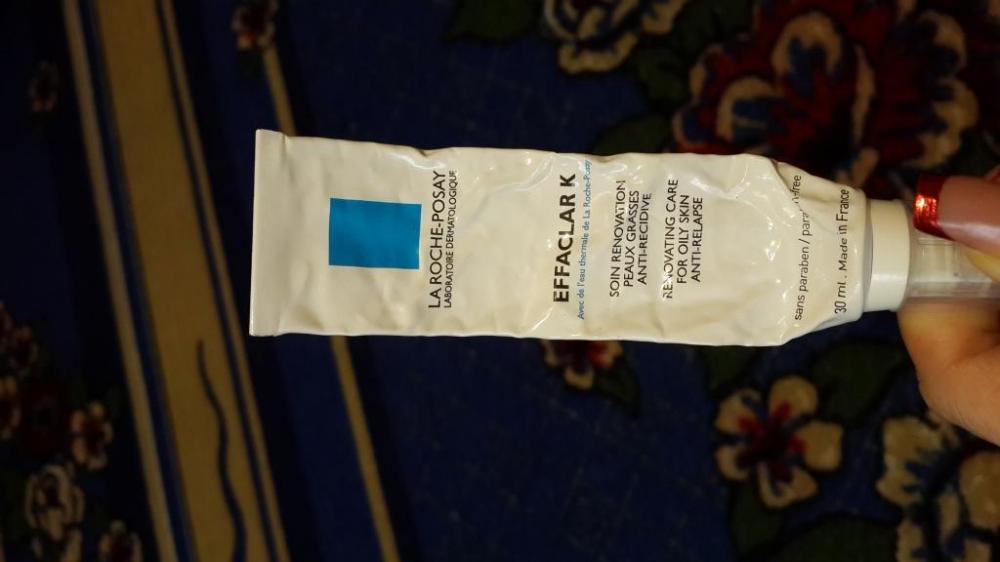 LA ROCHE-POSAY
LABORATOIRE DERMATOLOGIQUE
EFFACLAR K
Avec de l'eau thermale de La Roche-Posay
SOIN RENOVATION
PEAUX GRASSES
ANTI-RECIDIVE
RENOVATING CARE
FOR OILY SKIN
ANTI-RELAPSE
sans paraben /
30 ml. Made in France